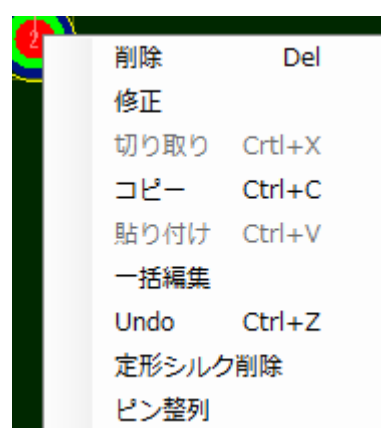 2
削除 Del
修正
切り取り Crtl+X
コピー Ctrl+C
貼り付け Ctrl+V
一括編集
Undo Ctrl+Z
定形シルク削除
ピン整列